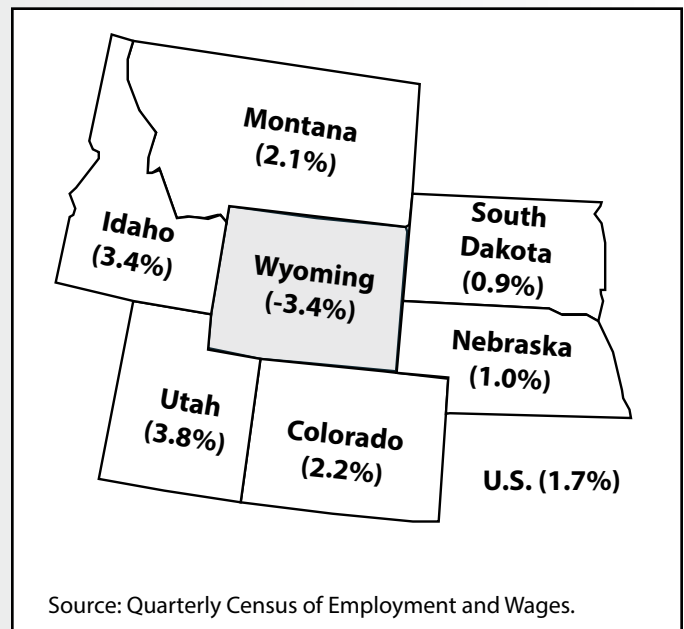 Montana
(2.1%)
South
Dakota
(0.9%)
Idaho
(3.4%)
Wyoming
(-3.4%)
Nebraska
(1.0%)
Utah
(3.8%)
Colorado
(2.2%)
U.S. (1.7%)
Source: Quarterly Census of Employment and Wages.